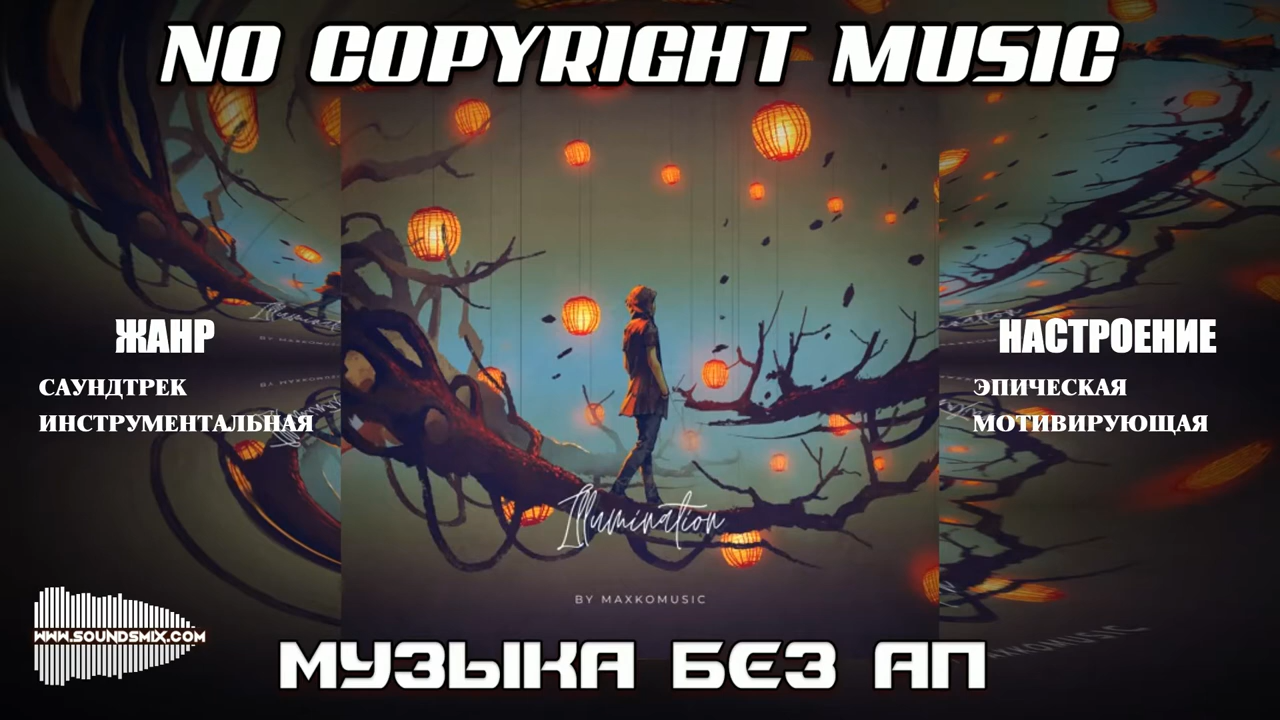 NO COPYRIGHT MUSIC
ЖАНР
САУНДТРЕК
ИНСТРУМЕНТАЛЬНАЯ
НАСТРОЕНИЕ
ЭПИЧЕСКАЯ
МОТИВИРУЮЩАЯ
Illumination
BY MAXKOMUSIC
WWW.SOUNDSMIX.COM
МУЗЫКА БЕЗ АП